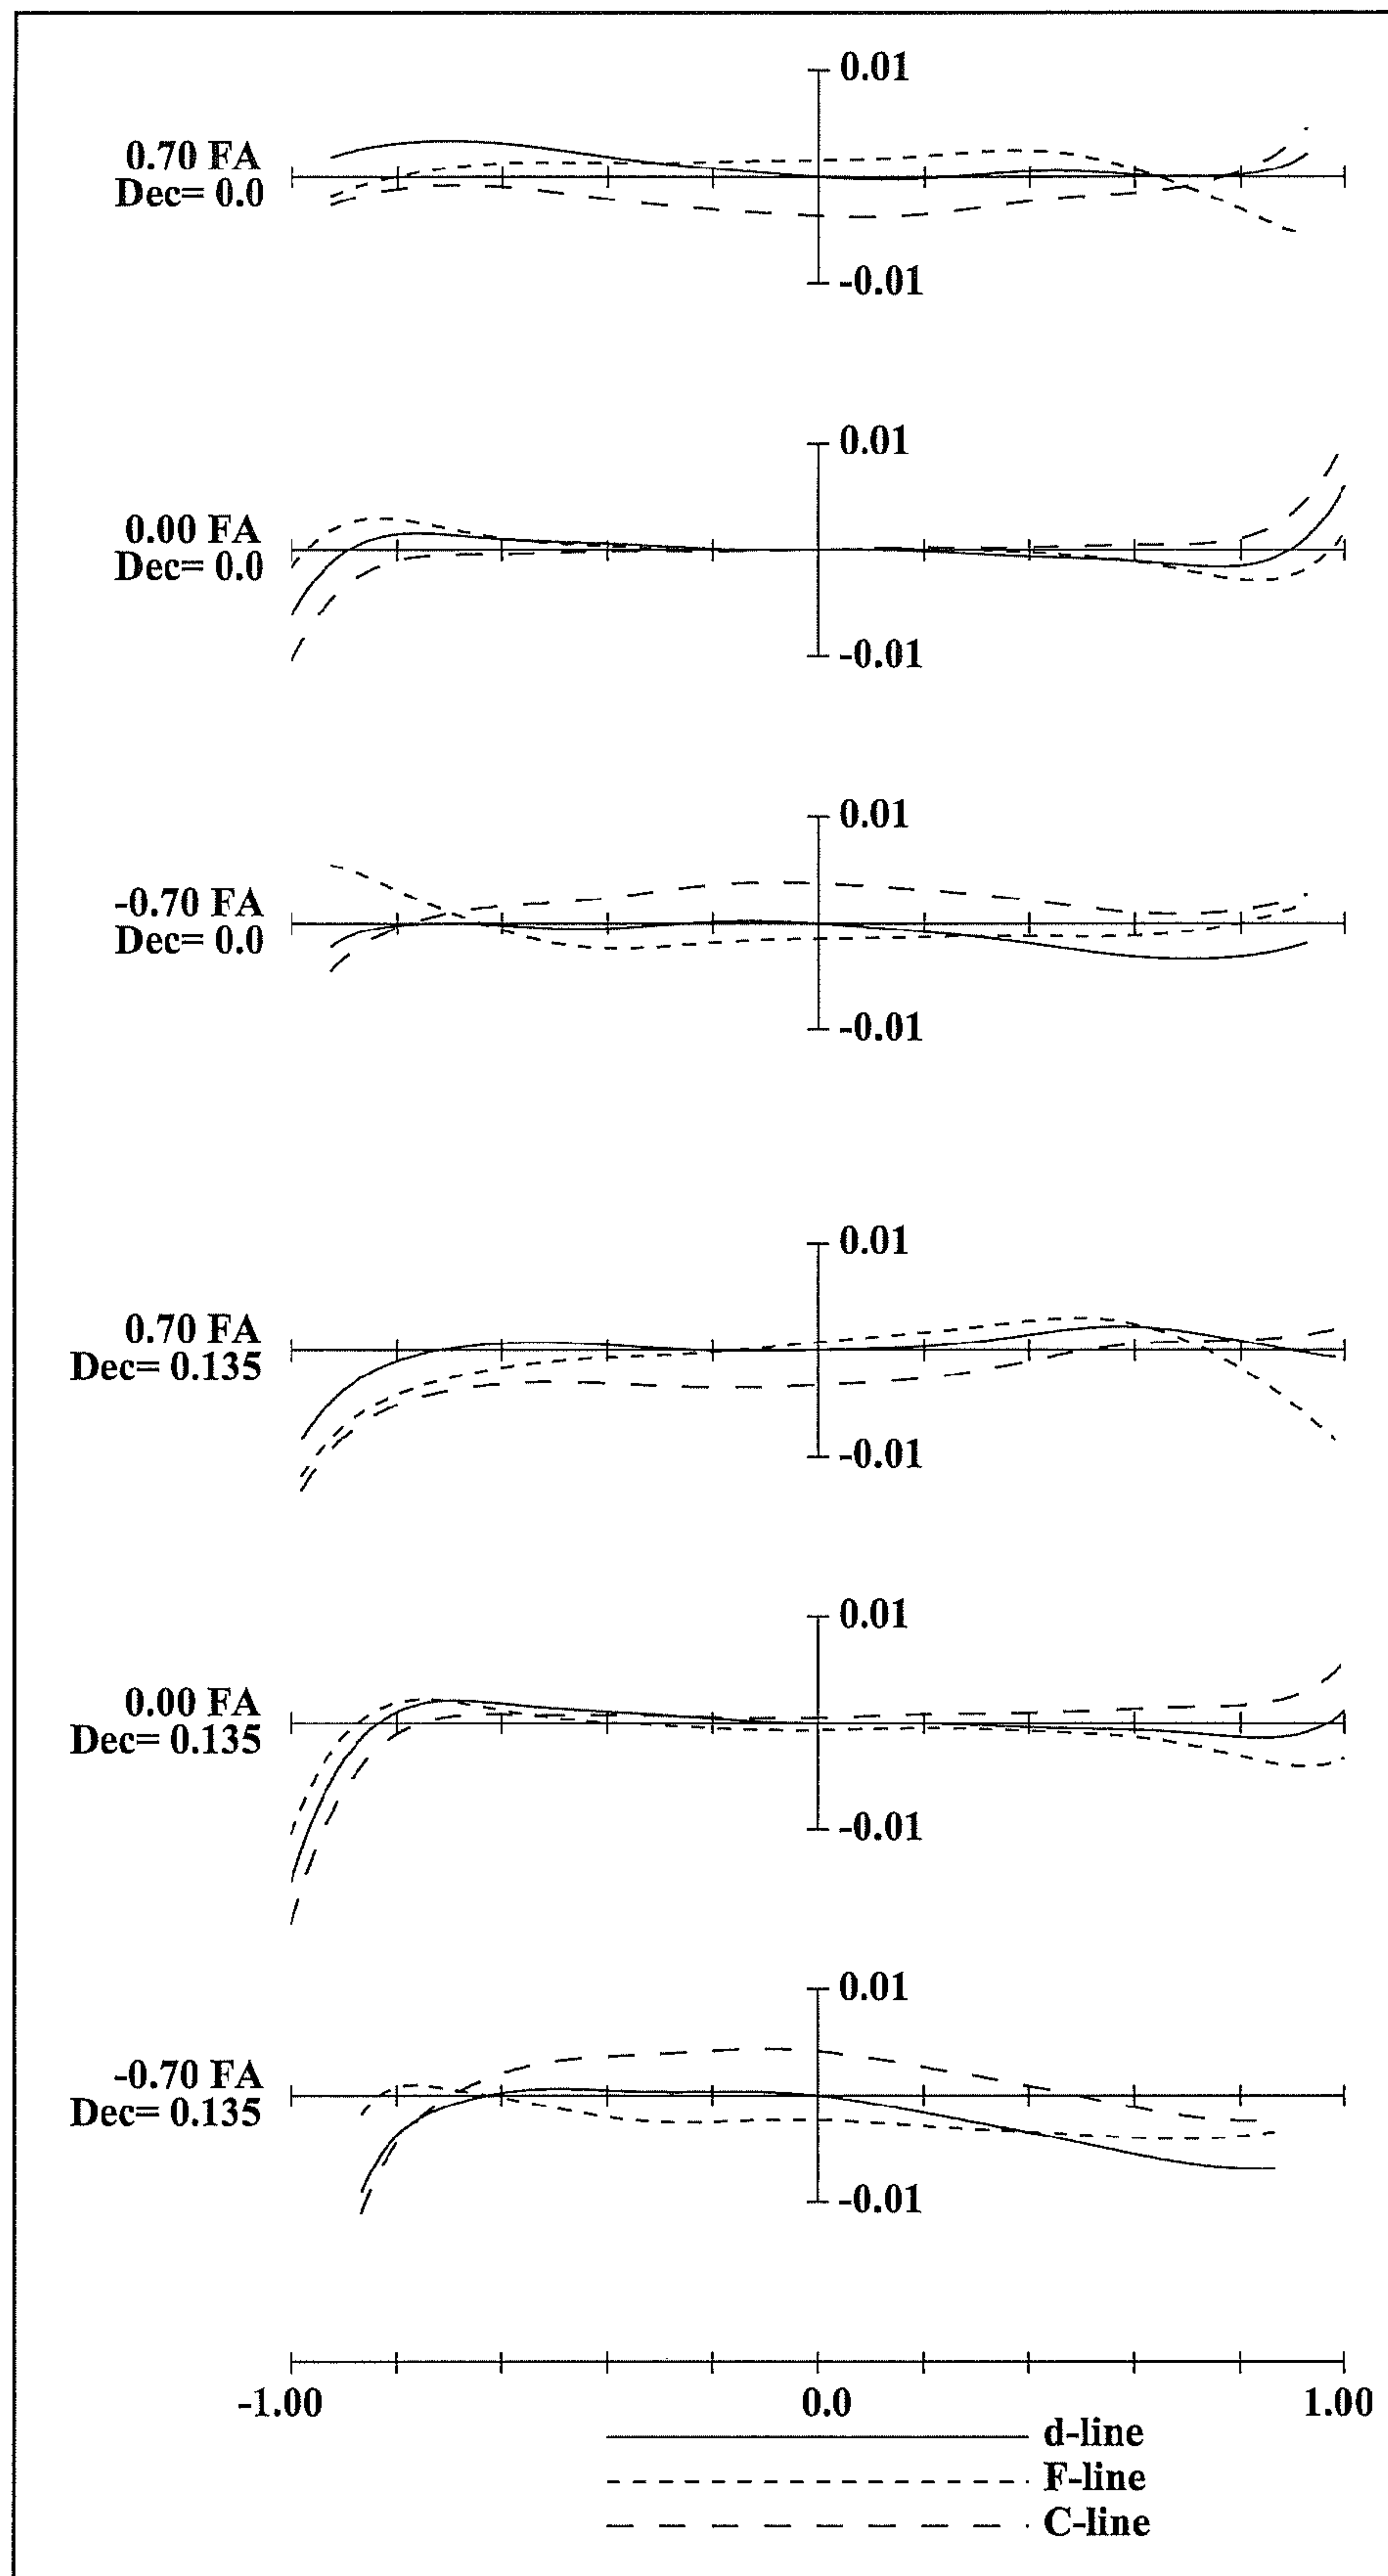 0.01
0.70 FA
Dec= 0.0
-0.01
0.01
0.00 FA
Dec= 0.0
-0.01
0.01
-0.70 FA
Dec= 0.0
-0.01
0.01
0.70 FA
Dec= 0.135
-0.01
0.01
0.00 FA
Dec= 0.135
-0.01
0.01
-0.70 FA
Dec= 0.135
-0.01
-1.00 0.0 1.00
d-line
F-line
C-line